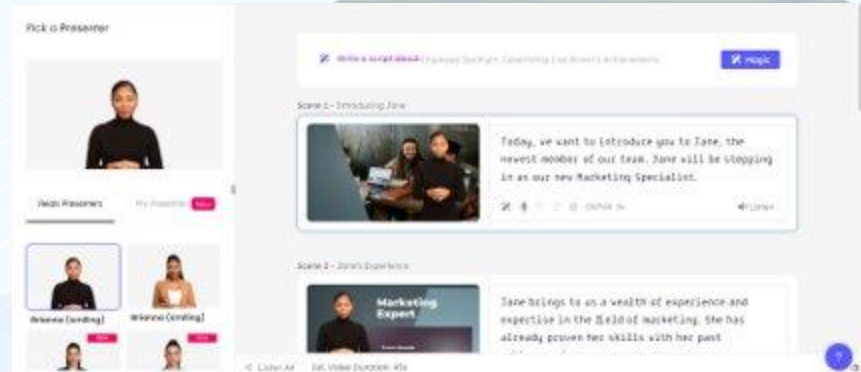 Pick a Presenter
Write a script about
Magic
Scene 1 - Introducing Jane
Today, we want to introduce you to Jane, the
newest member of our team. Jane will be stepping
in as our new Marketing Specialist.
Listen
Presenters
My Presenter
NEW
Brianna (smiling)
Brianna (smiling)
Scene 2 - Jane's Experience
Marketing
Expert
Jane brings to us a wealth of experience and
expertise in the field of marketing. She has
already proven her skills with her past
Listen All
Est. Video Duration: 45s
?